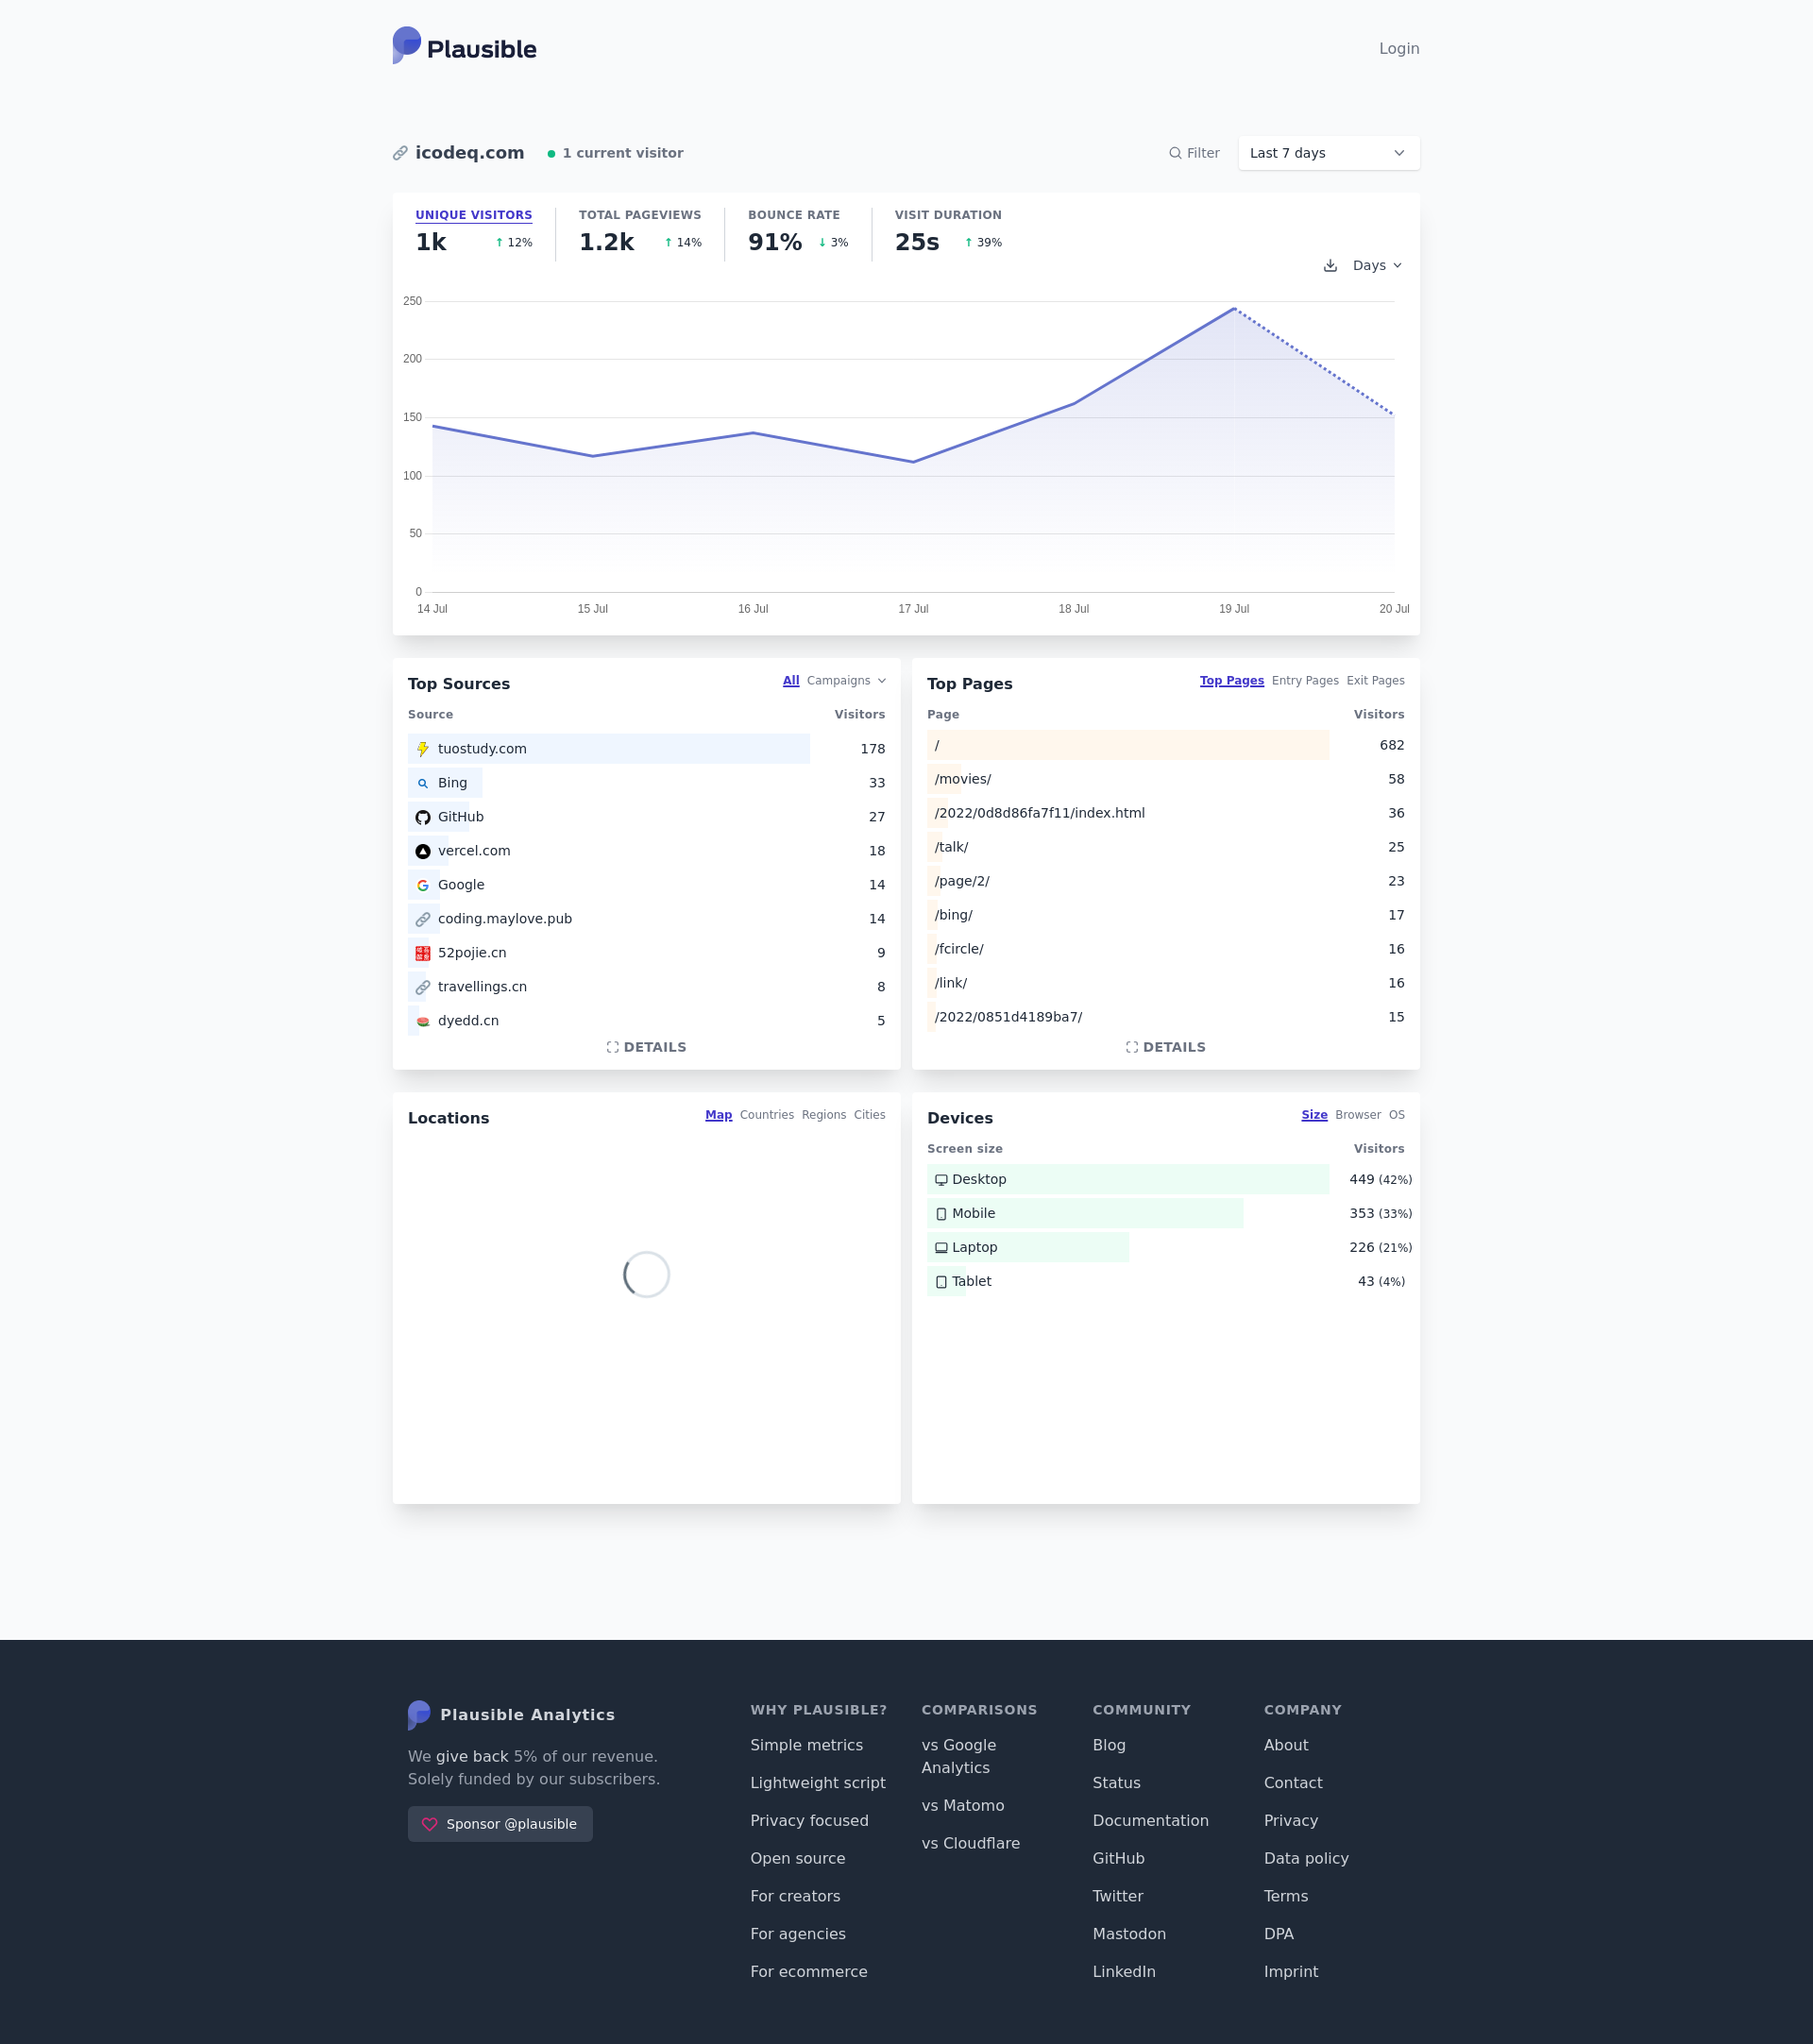 Plausible
Login
icodeq.com
1 current visitor
Filter
Last 7 days
UNIQUE VISITORS
1k ↑ 12%
TOTAL PAGEVIEWS
1.2k ↑ 14%
BOUNCE RATE
91% ↓ 3%
VISIT DURATION
25s ↑ 39%
Days
250
200
150
100
50
0
14 Jul 15 Jul 16 Jul 17 Jul 18 Jul 19 Jul 20 Jul
Top Sources
All Campaigns
Source Visitors
tuostudy.com 178
Bing 33
GitHub 27
vercel.com 18
Google 14
coding.maylove.pub 14
52pojie.cn 9
travellings.cn 8
dyedd.cn 5
DETAILS
Top Pages
Top Pages Entry Pages Exit Pages
Page Visitors
/ 682
/movies/ 58
/2022/0d8d86fa7f11/index.html 36
/talk/ 25
/page/2/ 23
/bing/ 17
/fcircle/ 16
/link/ 16
/2022/0851d4189ba7/ 15
DETAILS
Locations
Map Countries Regions Cities
Devices
Size Browser OS
Screen size Visitors
Desktop 449 (42%)
Mobile 353 (33%)
Laptop 226 (21%)
Tablet 43 (4%)
Plausible Analytics
We give back 5% of our revenue.
Solely funded by our subscribers.
Sponsor @plausible
WHY PLAUSIBLE?
Simple metrics
Lightweight script
Privacy focused
Open source
For creators
For agencies
For ecommerce
COMPARISONS
vs Google
Analytics
vs Matomo
vs Cloudflare
COMMUNITY
Blog
Status
Documentation
GitHub
Twitter
Mastodon
LinkedIn
COMPANY
About
Contact
Privacy
Data policy
Terms
DPA
Imprint